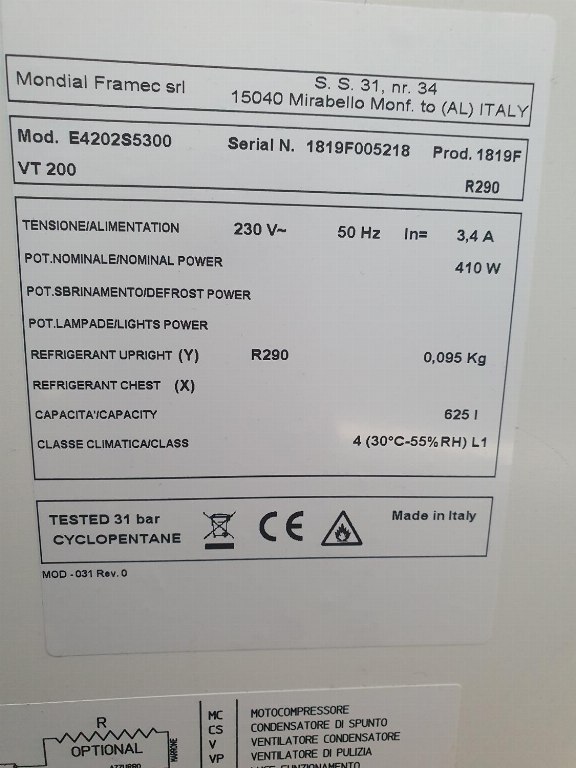 Mondial Framec srl
S. S. 31, nr. 34
15040 Mirabello Monf. to (AL) ITALY
Mod. E4202S5300 Serial N. 1819F005218 Prod. 1819F
VT 200 R290
TENSIONE/ALIMENTATION 230 V~ 50 Hz In= 3,4 A
POT.NOMINALE/NOMINAL POWER 410 W
POT.SBRINAMENTO/DEFROST POWER
POT.LAMPADE/LIGHTS POWER
REFRIGERANT UPRIGHT (Y) R290 0,095 Kg
REFRIGERANT CHEST (X)
CAPACITA'/CAPACITY 625 l
CLASSE CLIMATICA/CLASS 4 (30°C-55%RH) L1
TESTED 31 bar
CYCLOPENTANE
CE
Made in Italy
MOD - 031 Rev. 0
R
OPTIONAL
AZZURRO
MARRONE
MC MOTOCOMPRESSORE
CS CONDENSATORE DI SPUNTO
V VENTILATORE CONDENSATORE
VP VENTILATORE DI PULIZIA
FUNZIONAMENTO